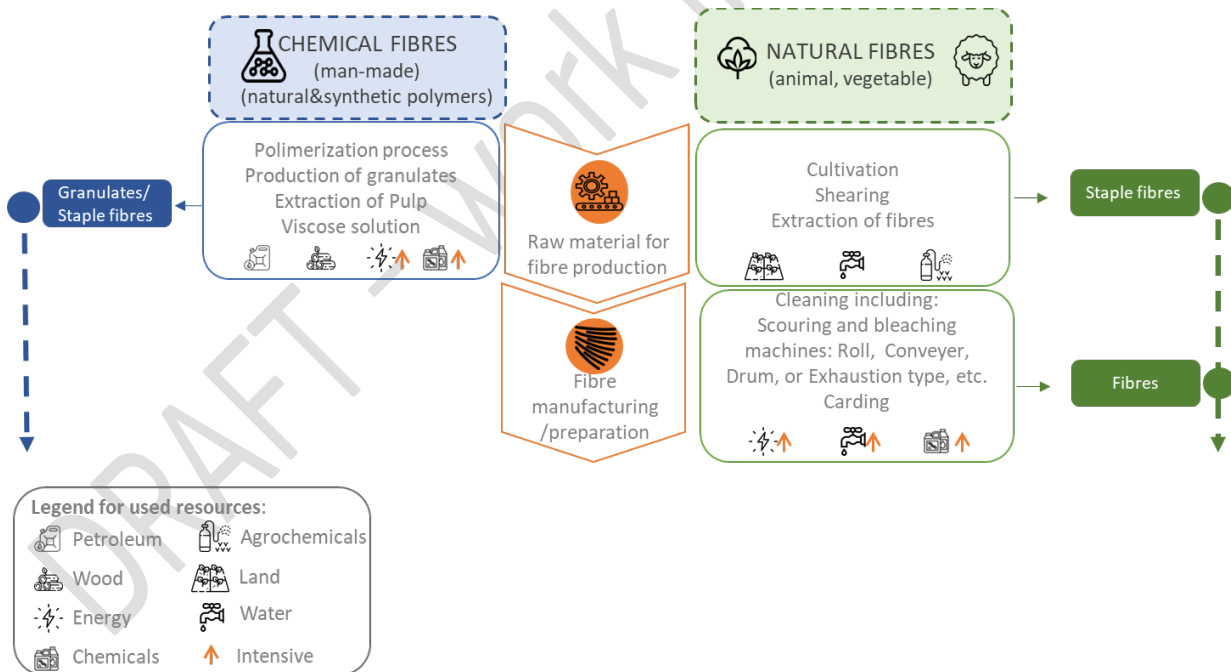 CHEMICAL FIBRES
(man-made)
(natural&synthetic polymers)
NATURAL FIBRES
(animal, vegetable)
Polimerization process
Production of granulates
Extraction of Pulp
Viscose solution
Granulates/
Staple fibres
Raw material for
fibre production
Cultivation
Shearing
Extraction of fibres
Staple fibres
Fibre
manufacturing
/preparation
Cleaning including:
Scouring and bleaching
machines: Roll, Conveyer,
Drum, or Exhaustion type, etc.
Carding
Fibres
Legend for used resources:
Petroleum
Agrochemicals
Wood
Land
Energy
Water
Chemicals
Intensive
DRAFT – work